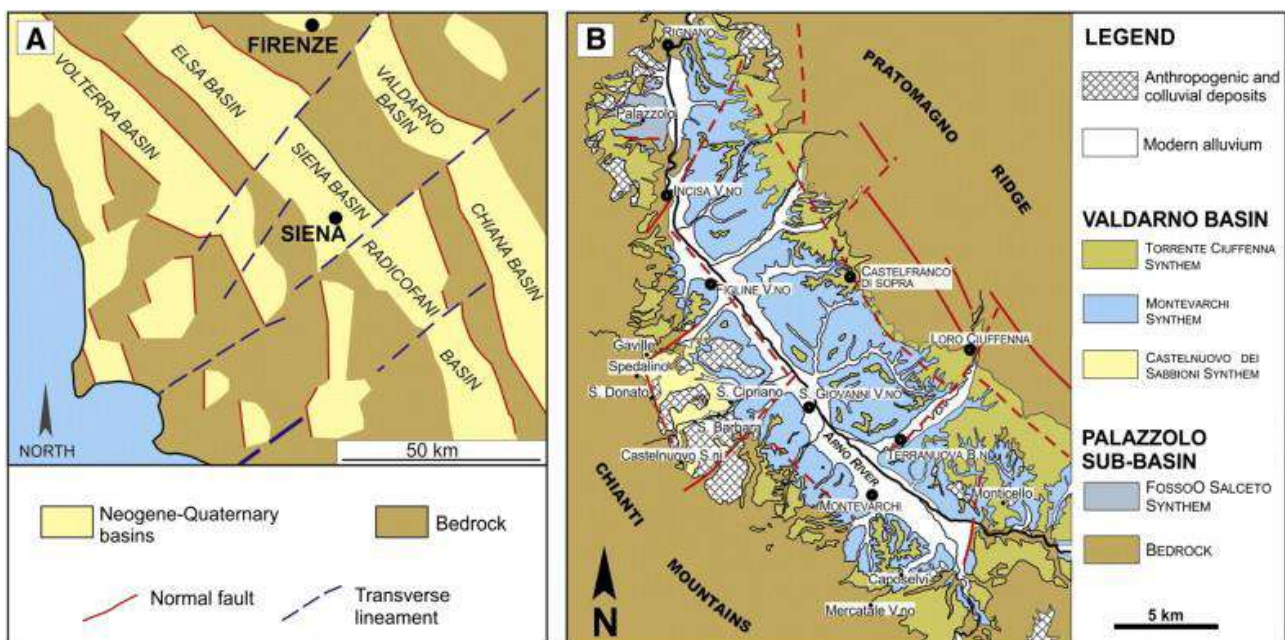 A
FIRENZE
VOLTERRA BASIN
ELSA BASIN
VALDARNO
BASIN
SIENA BASIN
SIENA
RADICOFANI
BASIN
CHIANA BASIN
NORTH
50 km
Neogene-Quaternary
basins
Bedrock
Normal fault
Transverse
lineament
B
RIGNANO
PRATOMAGNO
RIDGE
Palazzolo
INCISA V.NO
CASTELFRANCO
DI SOPRA
FIGLINE V.NO
LORO CIUFFENNA
Gaville
Spedalino
S. Donato
S. Cipriano
S. GIOVANNI V.NO
S. Barbara
Castelnuovo S.ni
ARNO RIVER
TERRANUOVA B.NI
Monticello
MONTEVARCHI
CHIANTI
MOUNTAINS
Caposelvi
Mercatale V.no
N
LEGEND
Anthropogenic and
colluvial deposits
Modern alluvium
VALDARNO BASIN
TORRENTE CIUFFENNA
SYNTHEM
MONTEVARCHI
SYNTHEM
CASTELNUOVO DEI
SABBIONI SYNTHEM
PALAZZOLO
SUB-BASIN
FOSSOO SALCETO
SYNTHEM
BEDROCK
5 km